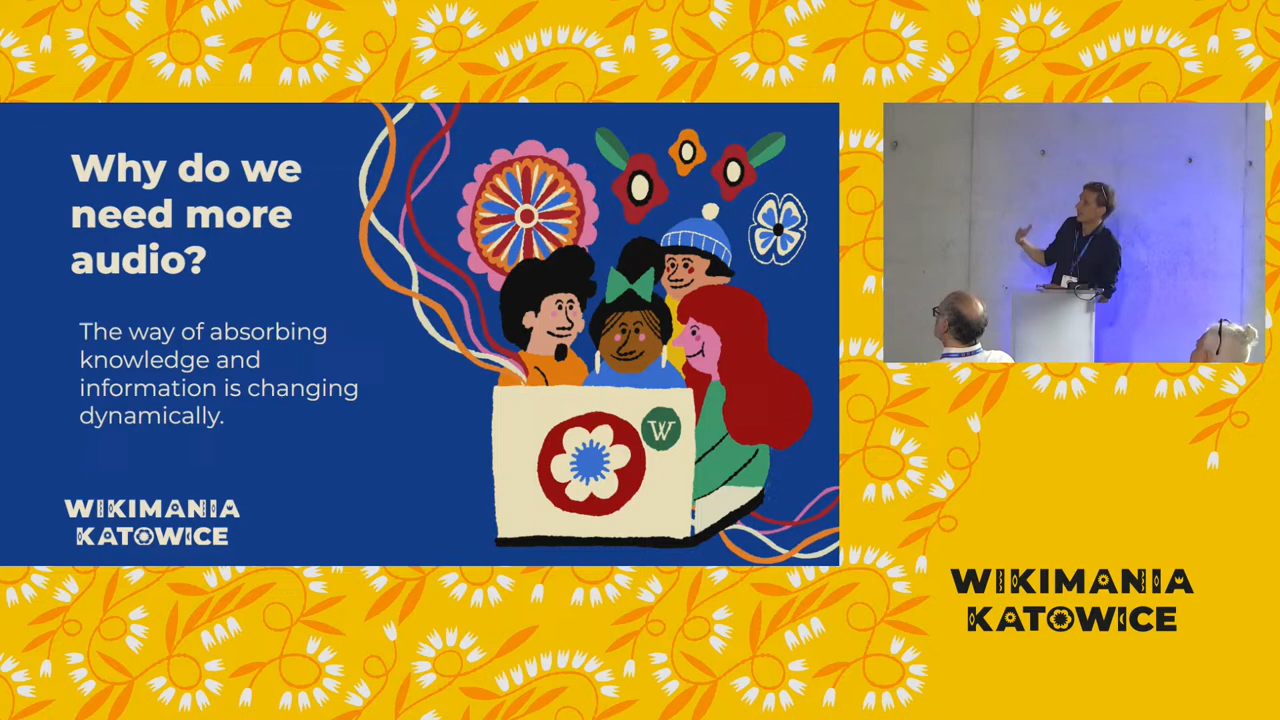 Why do we
need more
audio?
The way of absorbing
knowledge and
information is changing
dynamically.
WIKIMANIA
KATOWICE
W
WIKIMANIA
KATOWICE